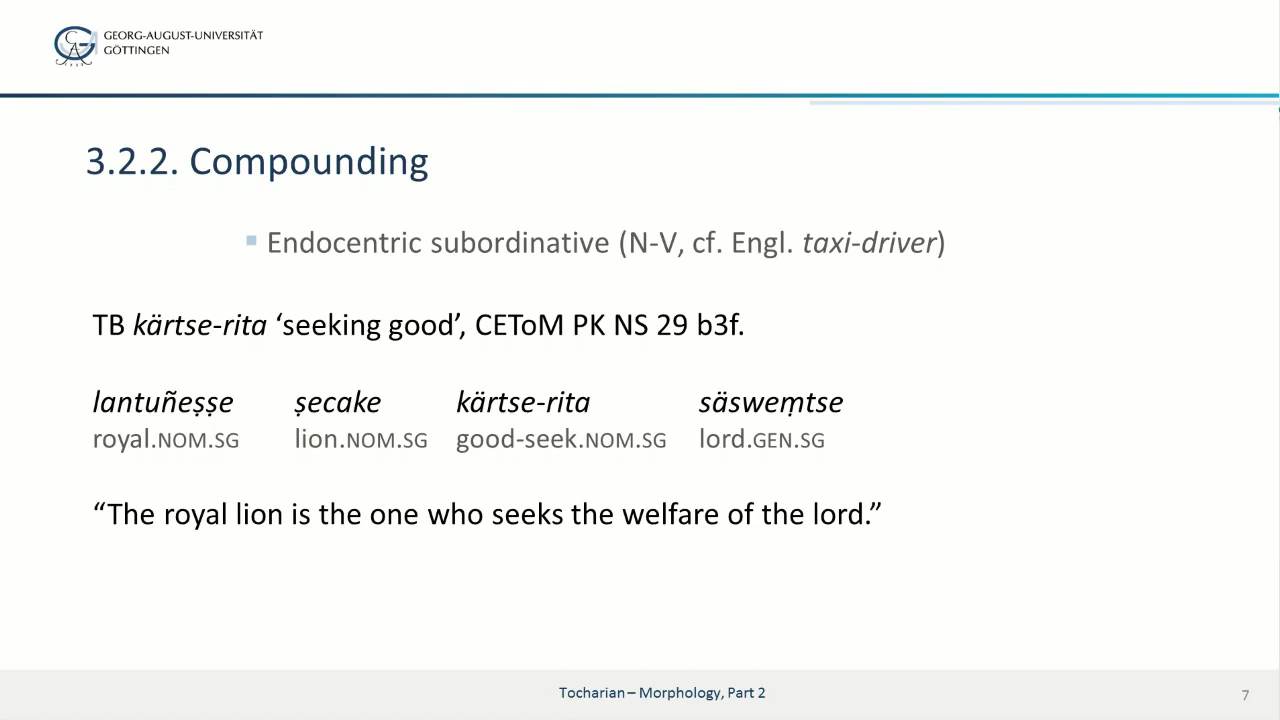 GEORG-AUGUST-UNIVERSITÄT
GÖTTINGEN
3.2.2. Compounding
▪ Endocentric subordinative (N-V, cf. Engl. taxi-driver)
TB kärtse-rita ‘seeking good’, CEToM PK NS 29 b3f.
lantuñeṣṣe ṣecake kärtse-rita säsweṃtse
royal.NOM.SG lion.NOM.SG good-seek.NOM.SG lord.GEN.SG
“The royal lion is the one who seeks the welfare of the lord.”
Tocharian – Morphology, Part 2
7